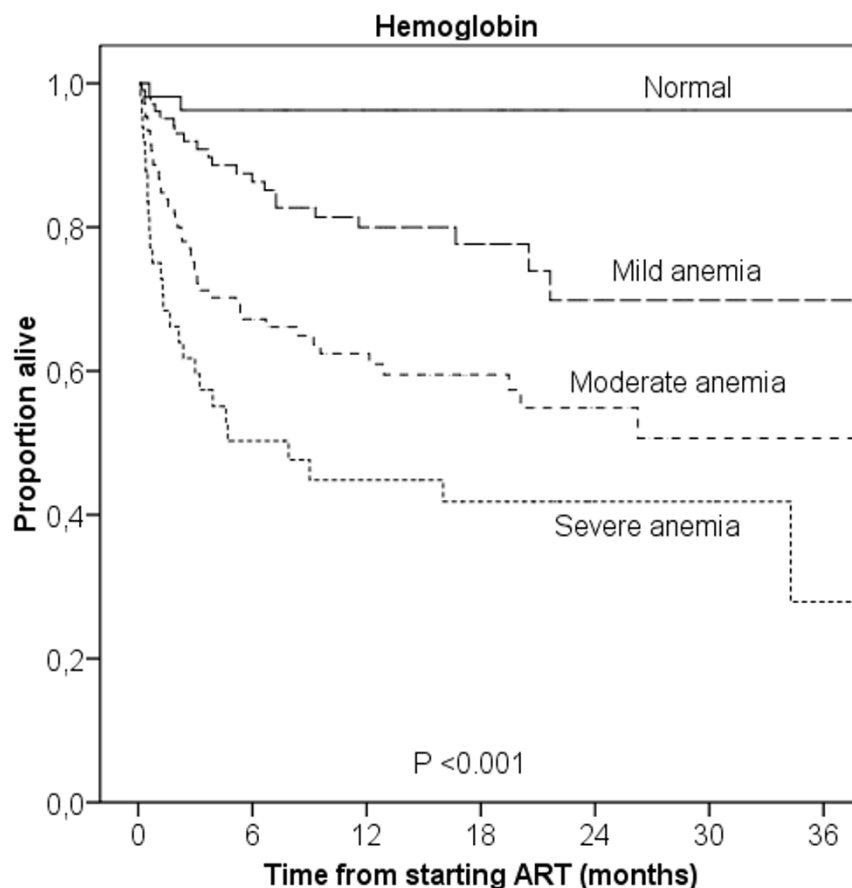 Hemoglobin
1,0
0,8
0,6
0,4
0,2
0,0
Proportion alive
Normal
Mild anemia
Moderate anemia
Severe anemia
P <0.001
0 6 12 18 24 30 36
Time from starting ART (months)